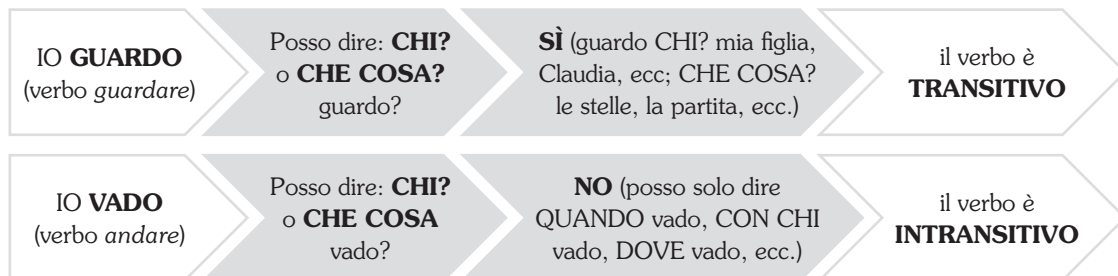 IO GUARDO
(verbo guardare)
Posso dire: CHI?
o CHE COSA?
guardo?
SÌ (guardo CHI? mia figlia,
Claudia, ecc; CHE COSA?
le stelle, la partita, ecc.)
il verbo è
TRANSITIVO
IO VADO
(verbo andare)
Posso dire: CHI?
o CHE COSA
vado?
NO (posso solo dire
QUANDO vado, CON CHI
vado, DOVE vado, ecc.)
il verbo è
INTRANSITIVO